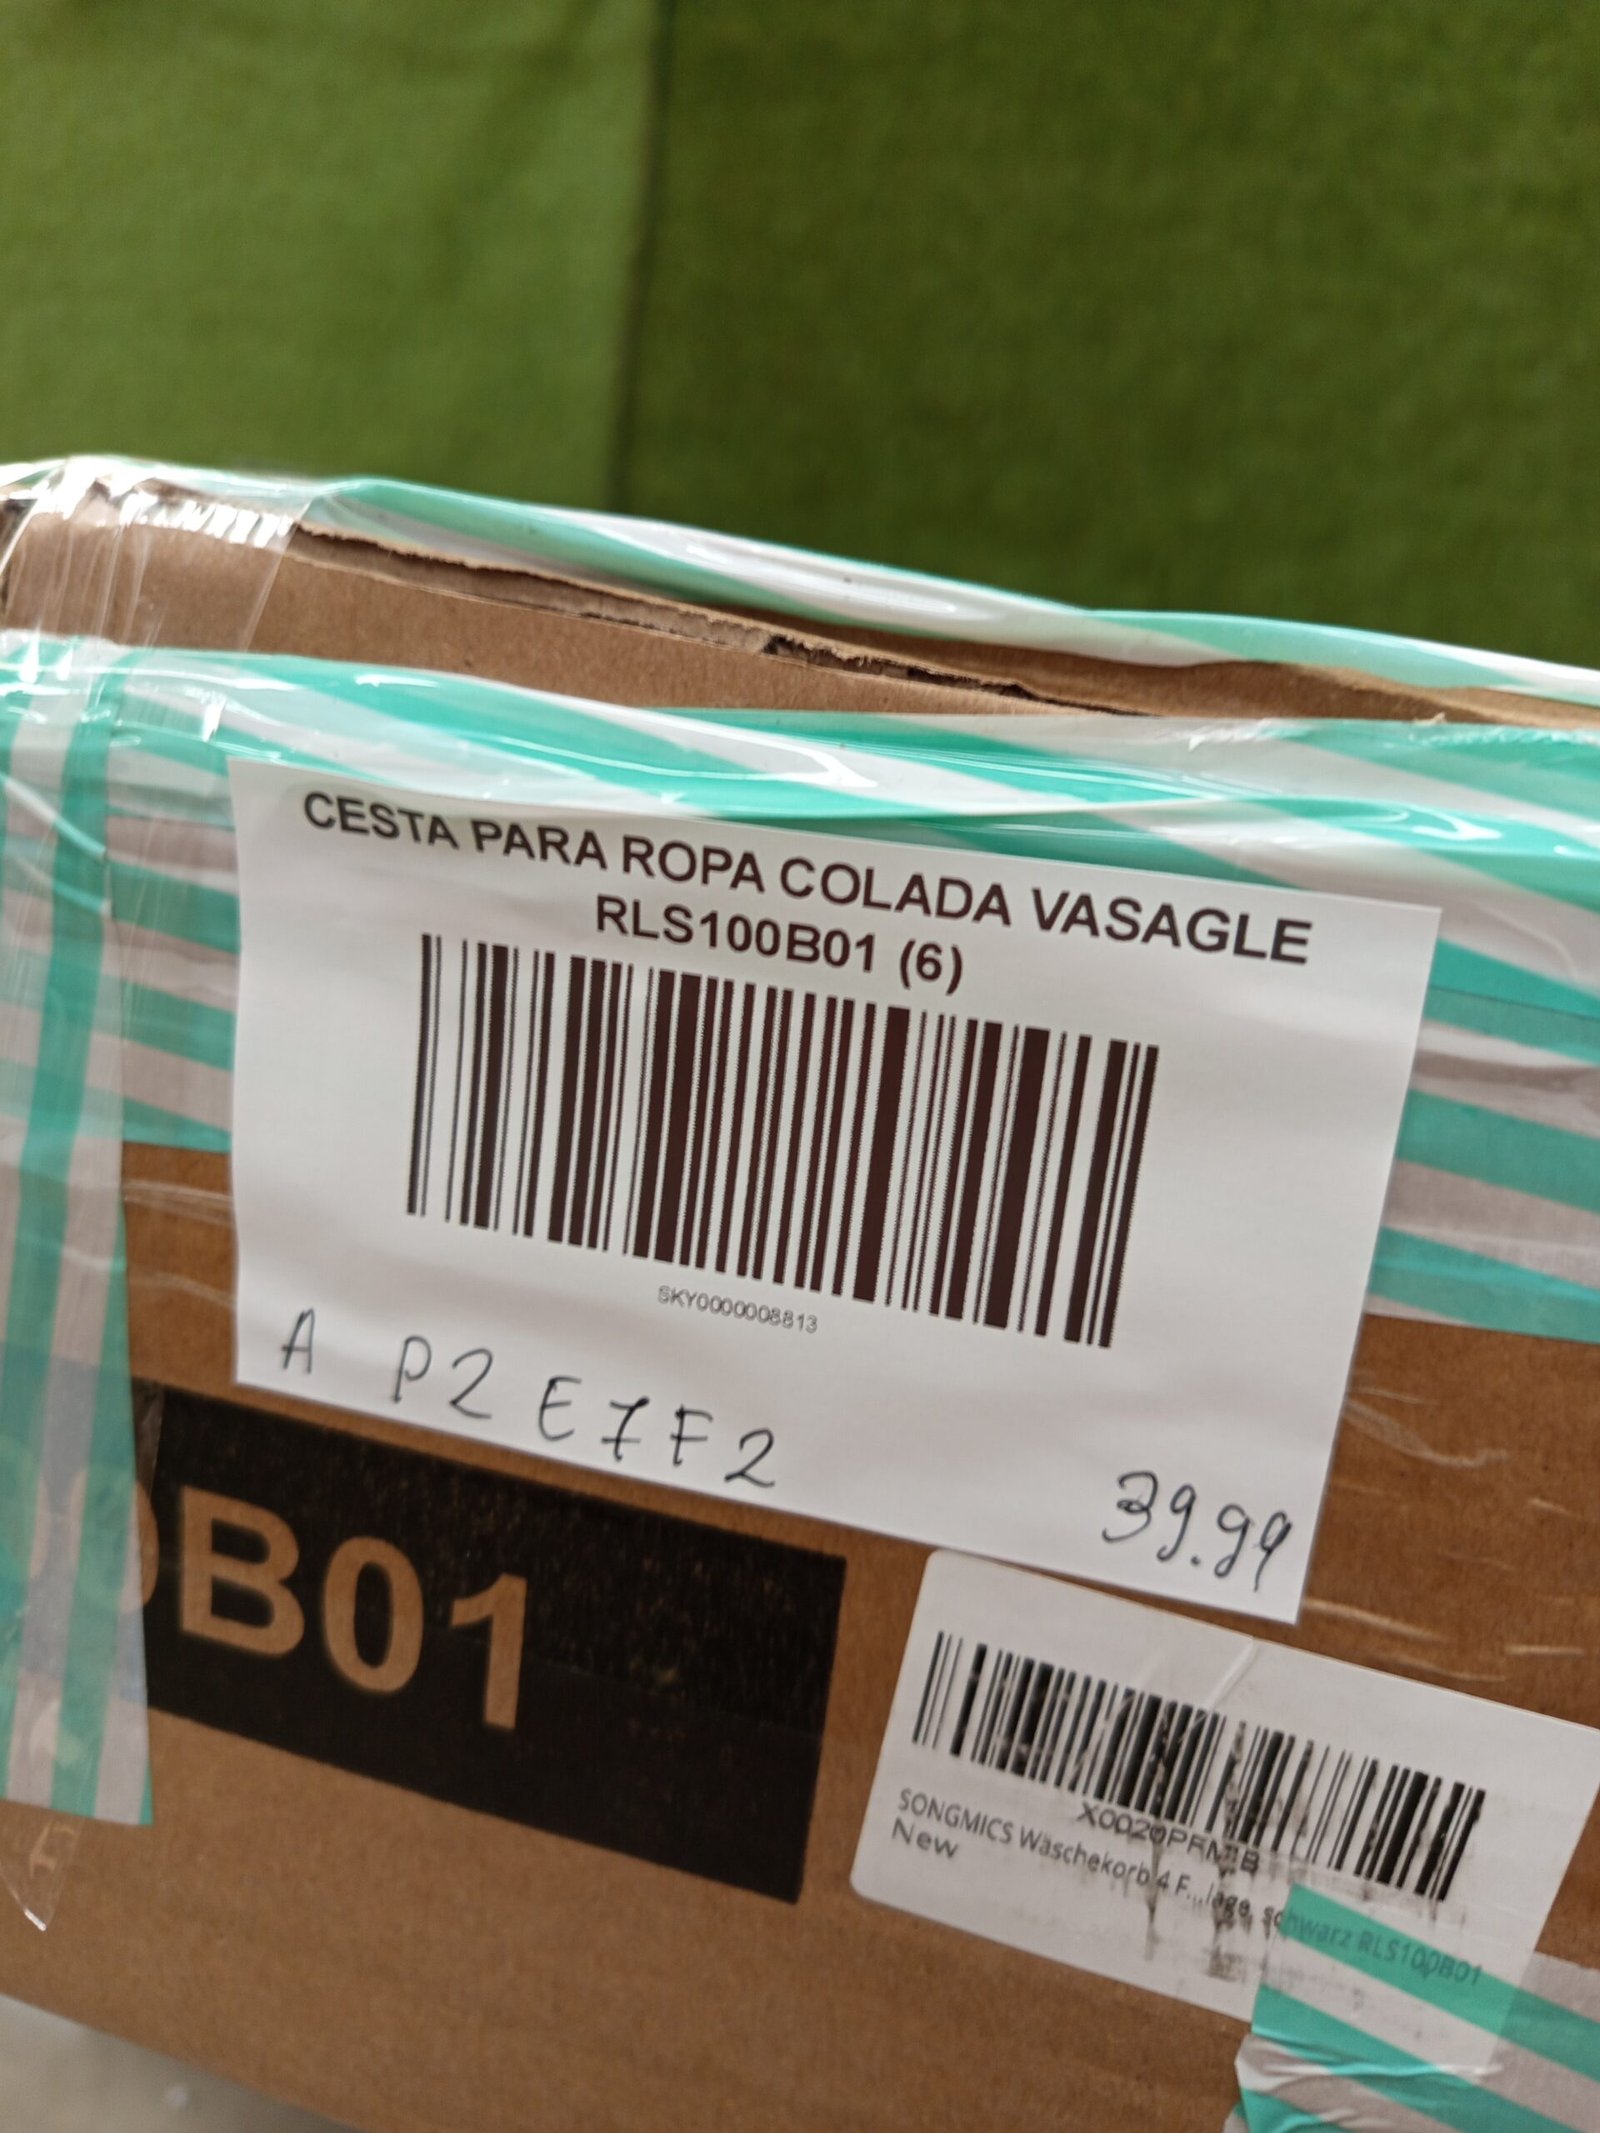 CESTA PARA ROPA COLADA VASAGLE
RLS100B01 (6)
SKY0000008813
A P2 E7F2
39.99
B01
SONGMICS Wäschekorb 4 F...lage, schwarz RLS100B01
New